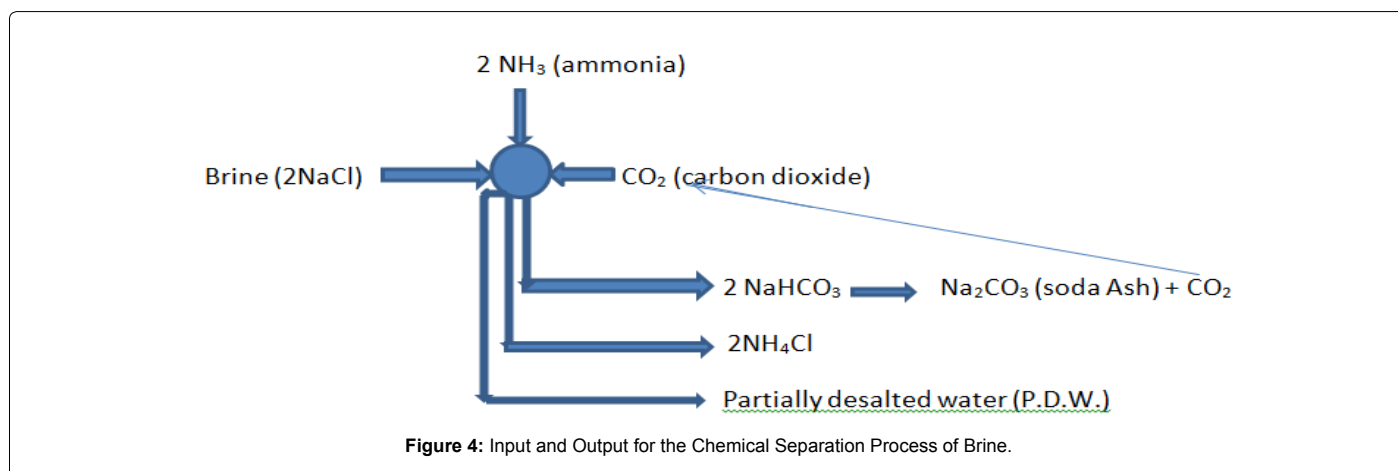 2 NH₃ (ammonia)
Brine (2NaCl)
CO₂ (carbon dioxide)
2 NaHCO₃
Na₂CO₃ (soda Ash) + CO₂
2NH₄Cl
Partially desalted water (P.D.W.)
Figure 4: Input and Output for the Chemical Separation Process of Brine.